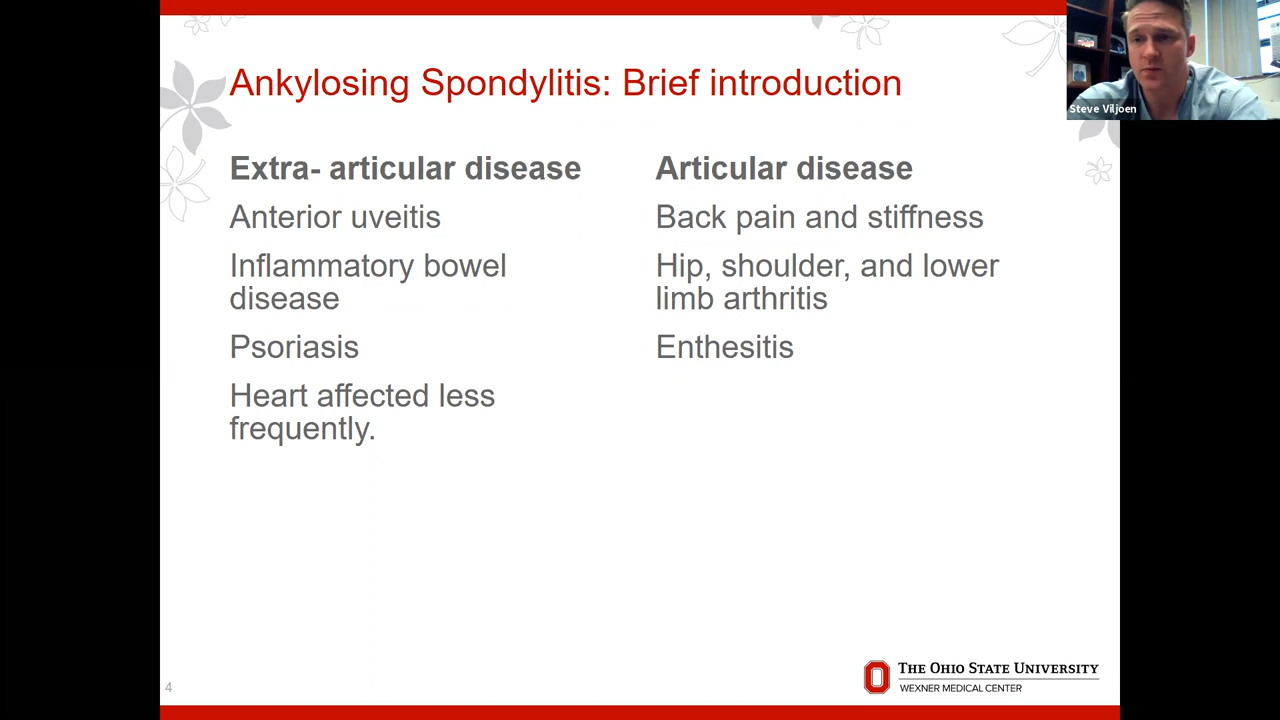 Ankylosing Spondylitis: Brief introduction
Steve Viljoen
Extra- articular disease
Anterior uveitis
Inflammatory bowel
disease
Psoriasis
Heart affected less
frequently.
Articular disease
Back pain and stiffness
Hip, shoulder, and lower
limb arthritis
Enthesitis
4
THE OHIO STATE UNIVERSITY
WEXNER MEDICAL CENTER